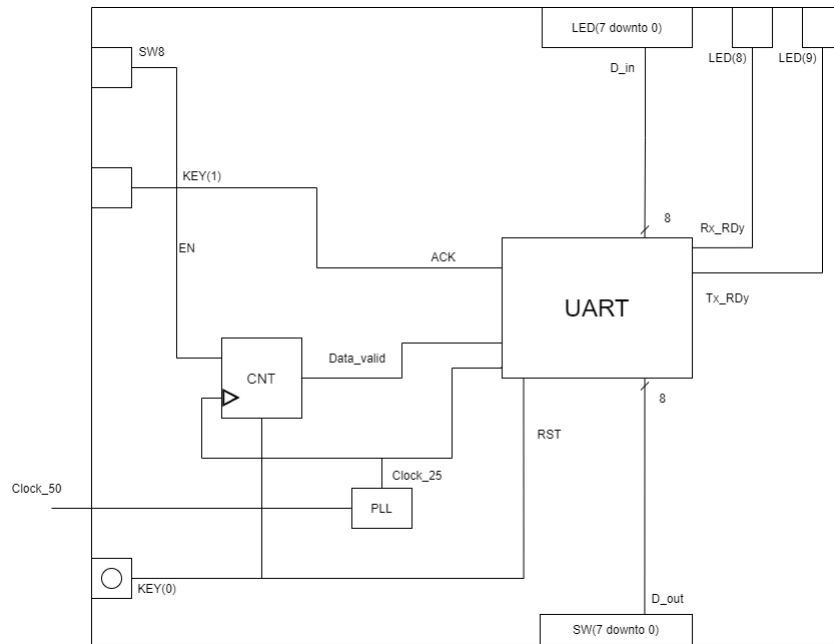 LED(7 downto 0)
SW8
D_in
LED(8)
LED(9)
KEY(1)
8
Rx_RDy
EN
ACK
UART
Tx_RDy
Data_valid
CNT
8
RST
Clock_25
Clock_50
PLL
KEY(0)
D_out
SW(7 downto 0)